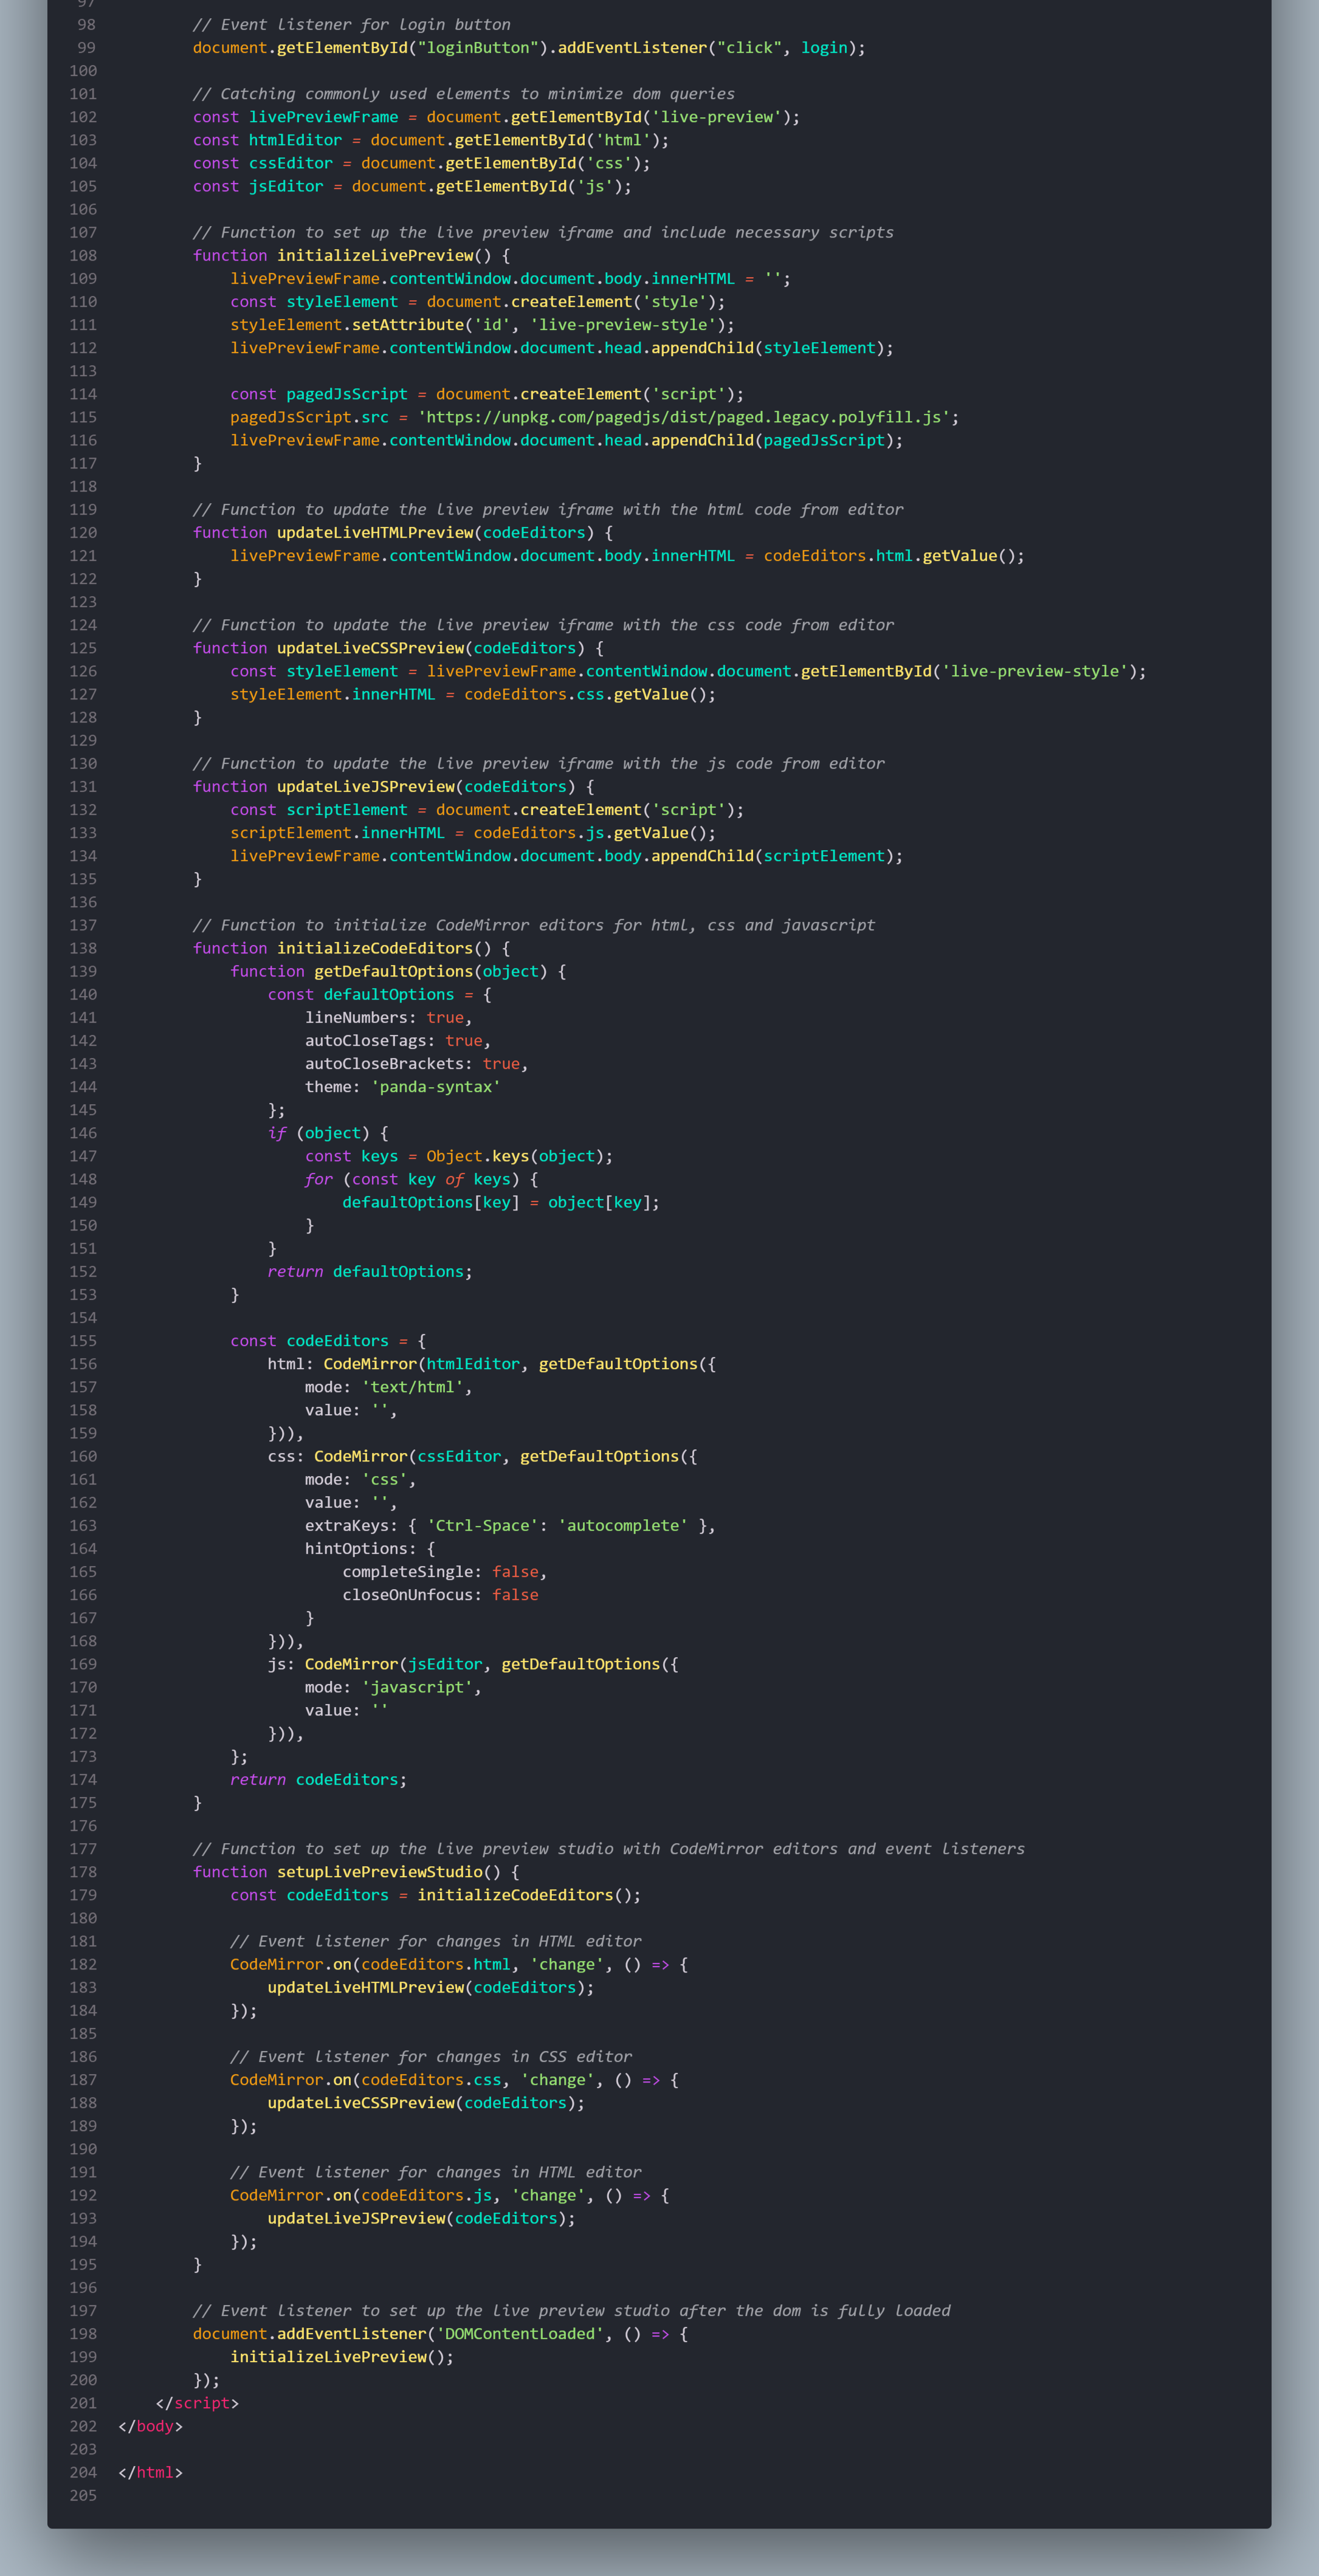 97
98 // Event listener for login button
99 document.getElementById("loginButton").addEventListener("click", login);
100
101 // Catching commonly used elements to minimize dom queries
102 const livePreviewFrame = document.getElementById('live-preview');
103 const htmlEditor = document.getElementById('html');
104 const cssEditor = document.getElementById('css');
105 const jsEditor = document.getElementById('js');
106
107 // Function to set up the live preview iframe and include necessary scripts
108 function initializeLivePreview() {
109 livePreviewFrame.contentWindow.document.body.innerHTML = '';
110 const styleElement = document.createElement('style');
111 styleElement.setAttribute('id', 'live-preview-style');
112 livePreviewFrame.contentWindow.document.head.appendChild(styleElement);
113
114 const pagedJsScript = document.createElement('script');
115 pagedJsScript.src = 'https://unpkg.com/pagedjs/dist/paged.legacy.polyfill.js';
116 livePreviewFrame.contentWindow.document.head.appendChild(pagedJsScript);
117 }
118
119 // Function to update the live preview iframe with the html code from editor
120 function updateLiveHTMLPreview(codeEditors) {
121 livePreviewFrame.contentWindow.document.body.innerHTML = codeEditors.html.getValue();
122 }
123
124 // Function to update the live preview iframe with the css code from editor
125 function updateLiveCSSPreview(codeEditors) {
126 const styleElement = livePreviewFrame.contentWindow.document.getElementById('live-preview-style');
127 styleElement.innerHTML = codeEditors.css.getValue();
128 }
129
130 // Function to update the live preview iframe with the js code from editor
131 function updateLiveJSPreview(codeEditors) {
132 const scriptElement = document.createElement('script');
133 scriptElement.innerHTML = codeEditors.js.getValue();
134 livePreviewFrame.contentWindow.document.body.appendChild(scriptElement);
135 }
136
137 // Function to initialize CodeMirror editors for html, css and javascript
138 function initializeCodeEditors() {
139 function getDefaultOptions(object) {
140 const defaultOptions = {
141 lineNumbers: true,
142 autoCloseTags: true,
143 autoCloseBrackets: true,
144 theme: 'panda-syntax'
145 };
146 if (object) {
147 const keys = Object.keys(object);
148 for (const key of keys) {
149 defaultOptions[key] = object[key];
150 }
151 }
152 return defaultOptions;
153 }
154
155 const codeEditors = {
156 html: CodeMirror(htmlEditor, getDefaultOptions({
157 mode: 'text/html',
158 value: '',
159 })),
160 css: CodeMirror(cssEditor, getDefaultOptions({
161 mode: 'css',
162 value: '',
163 extraKeys: { 'Ctrl-Space': 'autocomplete' },
164 hintOptions: {
165 completeSingle: false,
166 closeOnUnfocus: false
167 }
168 })),
169 js: CodeMirror(jsEditor, getDefaultOptions({
170 mode: 'javascript',
171 value: ''
172 })),
173 };
174 return codeEditors;
175 }
176
177 // Function to set up the live preview studio with CodeMirror editors and event listeners
178 function setupLivePreviewStudio() {
179 const codeEditors = initializeCodeEditors();
180
181 // Event listener for changes in HTML editor
182 CodeMirror.on(codeEditors.html, 'change', () => {
183 updateLiveHTMLPreview(codeEditors);
184 });
185
186 // Event listener for changes in CSS editor
187 CodeMirror.on(codeEditors.css, 'change', () => {
188 updateLiveCSSPreview(codeEditors);
189 });
190
191 // Event listener for changes in HTML editor
192 CodeMirror.on(codeEditors.js, 'change', () => {
193 updateLiveJSPreview(codeEditors);
194 });
195 }
196
197 // Event listener to set up the live preview studio after the dom is fully loaded
198 document.addEventListener('DOMContentLoaded', () => {
199 initializeLivePreview();
200 });
201 </script>
202 </body>
203
204 </html>
205